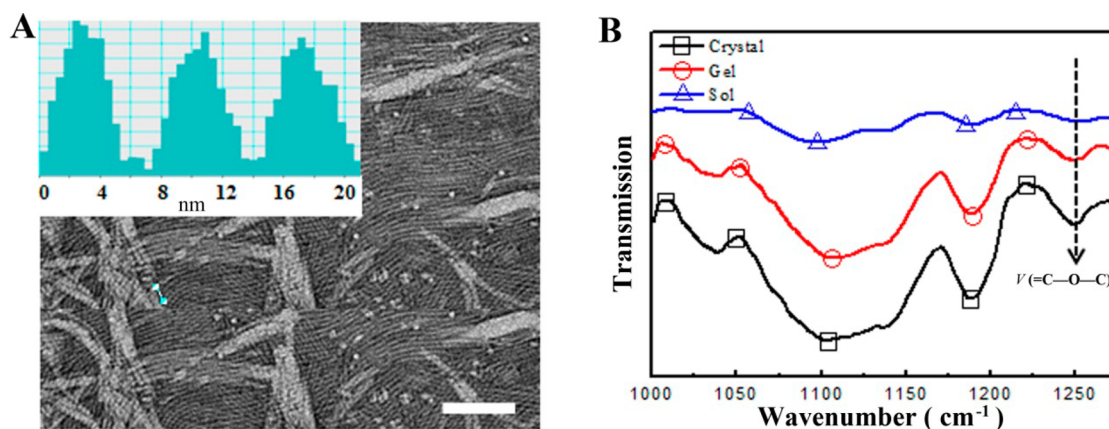 A
0 4 8 12 16 20
nm
B
Crystal
Gel
Sol
Transmission
V (=C—O—C)
1000 1050 1100 1150 1200 1250
Wavenumber ( cm-1 )